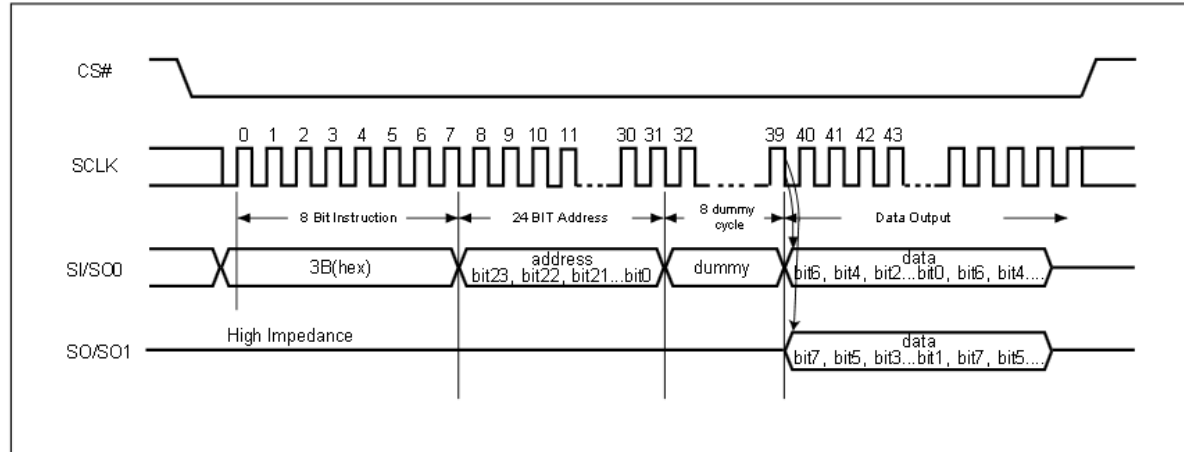 CS#
0 1 2 3 4 5 6 7 8 9 10 11 30 31 32 39 40 41 42 43
SCLK
8 Bit Instruction
24 BIT Address
8 dummy
cycle
Data Output
SI/SO0
3B(hex)
address
bit23, bit22, bit21...bit0
dummy
data
bit6, bit4, bit2...bit0, bit6, bit4....
SO/SO1
High Impedance
data
bit7, bit5, bit3...bit1, bit7, bit5....